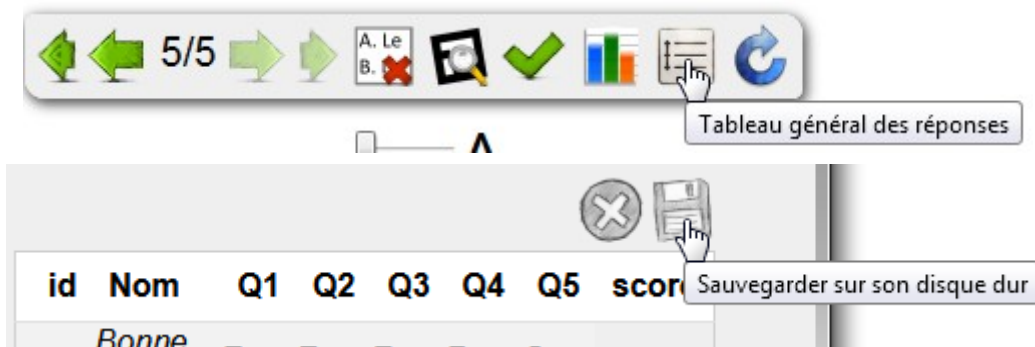 5/5
A. Le
B.
Tableau général des réponses
A
Sauvegarder sur son disque dur
id Nom Q1 Q2 Q3 Q4 Q5 score
Bonne